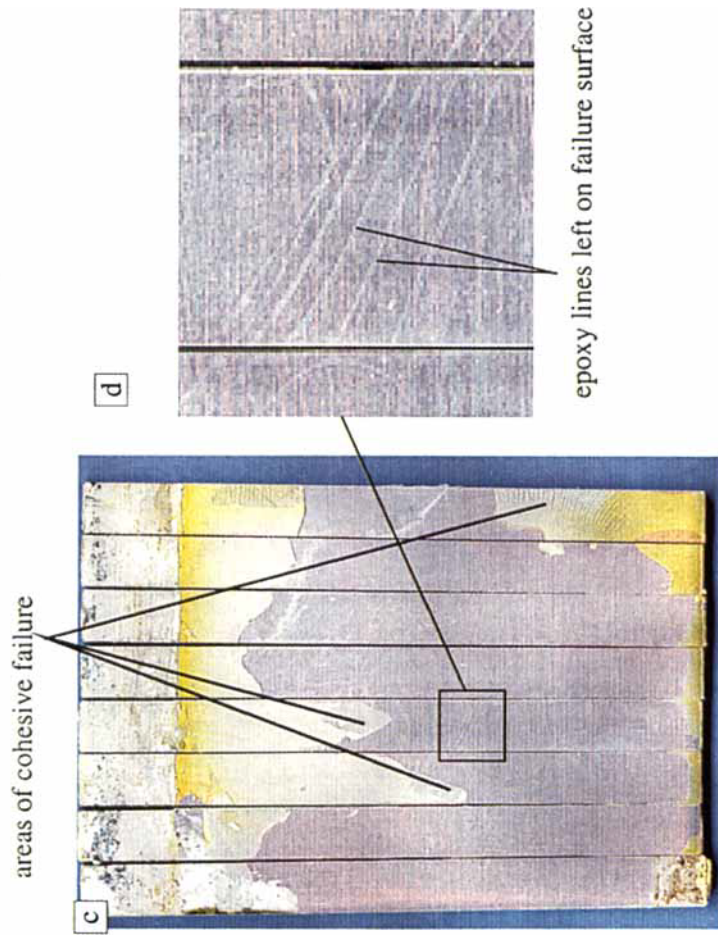 c
areas of cohesive failure
d
epoxy lines left on failure surface